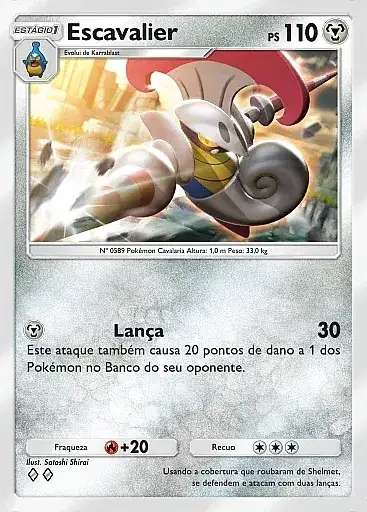 ESTÁGIO 1
Escavalier
PS 110
Evolui de Karrablast
Nº 0589 Pokémon Cavalaria Altura: 1,0 m Peso: 33,0 kg
Lança 30
Este ataque também causa 20 pontos de dano a 1 dos
Pokémon no Banco do seu oponente.
Fraqueza +20 Recuo
Ilust. Satoshi Shirai
Usando a cobertura que roubaram de Shelmet,
se defendem e atacam com duas lanças.